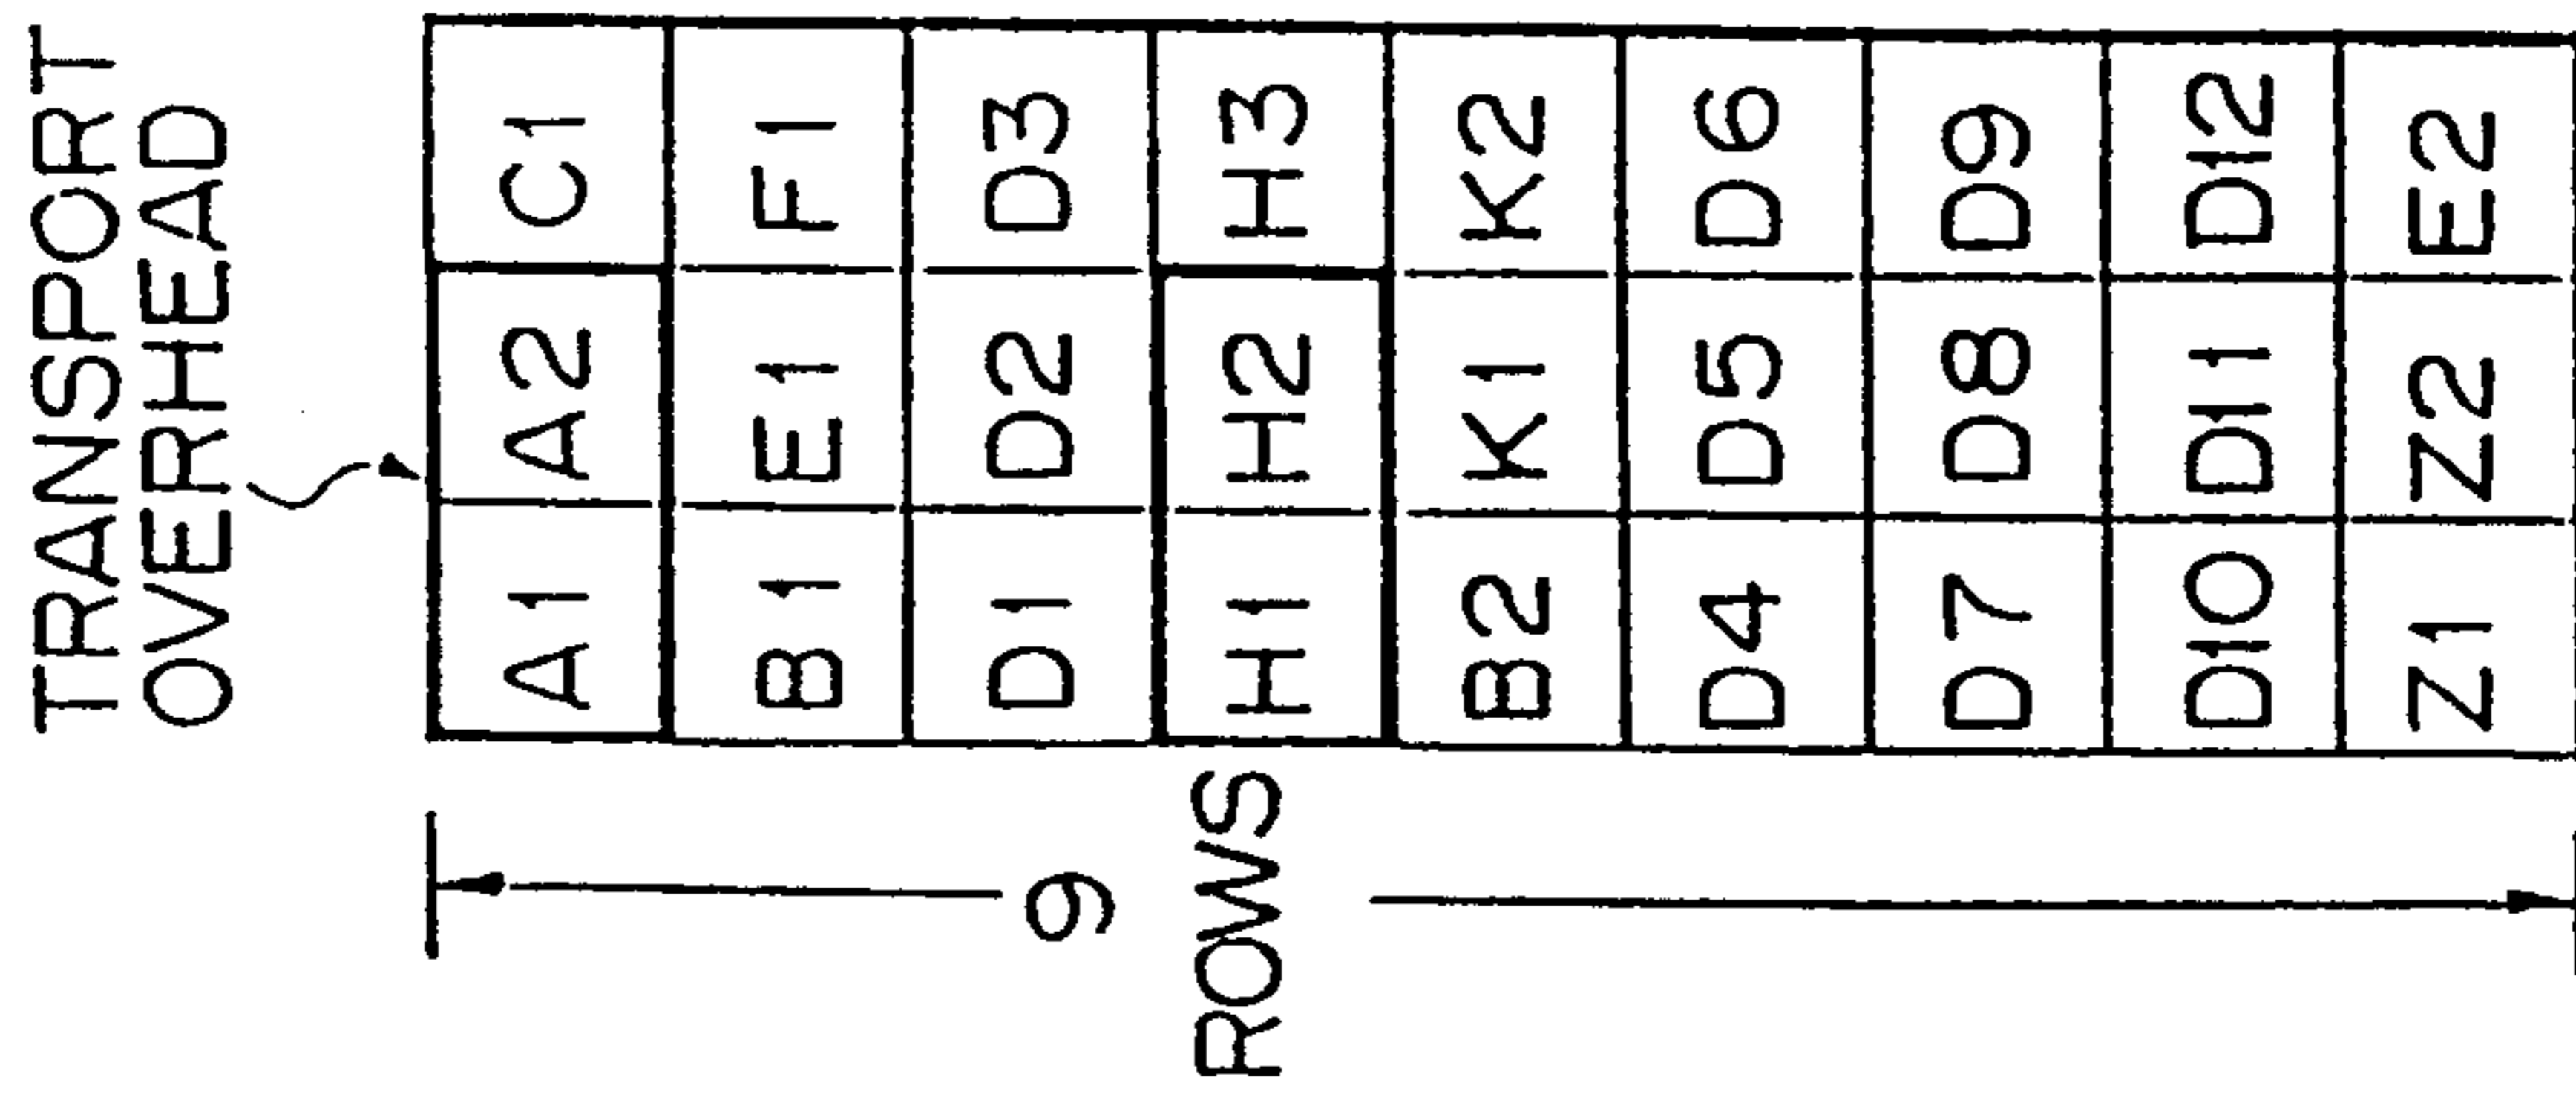 TRANSPORT
OVERHEAD
A1 A2 C1
B1 E1 F1
D1 D2 D3
H1 H2 H3
B2 K1 K2
D4 D5 D6
D7 D8 D9
D10 D11 D12
Z1 Z2 E2
9
ROWS